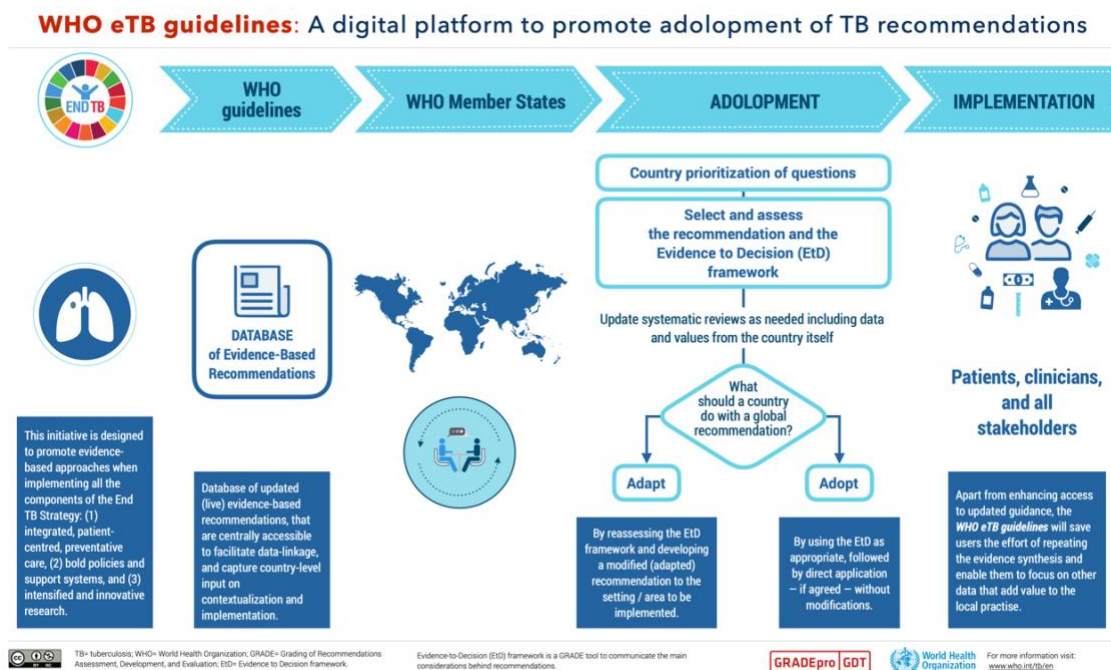 WHO eTB guidelines: A digital platform to promote adolopment of TB recommendations
END TB
WHO
guidelines
WHO Member States
ADOLOPMENT
IMPLEMENTATION
This initiative is designed
to promote evidence-
based approaches when
implementing all the
components of the End
TB Strategy: (1)
integrated, patient-
centred, preventative
care, (2) bold policies and
support systems, and (3)
intensified and innovative
research.
DATABASE
of Evidence-Based
Recommendations
Database of updated
(live) evidence-based
recommendations, that
are centrally accessible
to facilitate data-linkage,
and capture country-level
input on
contextualization and
implementation.
Country prioritization of questions
Select and assess
the recommendation and the
Evidence to Decision (EtD)
framework
Update systematic reviews as needed including data
and values from the country itself
What
should a country
do with a global
recommendation?
Adapt
Adopt
By reassessing the EtD
framework and developing
a modified (adapted)
recommendation to the
setting / area to be
implemented.
By using the EtD as
appropriate, followed
by direct application
– if agreed – without
modifications.
Patients, clinicians,
and all
stakeholders
Apart from enhancing access
to updated guidance, the
WHO eTB guidelines will save
users the effort of repeating
the evidence synthesis and
enable them to focus on other
data that add value to the
local practise.
cc
BY NC
TB= tuberculosis; WHO= World Health Organization; GRADE= Grading of Recommendations
Assessment, Development, and Evaluation; EtD= Evidence to Decision framework.
Evidence-to-Decision (EtD) framework is a GRADE tool to communicate the main
considerations behind recommendations.
GRADEpro GDT
World Health
Organization
For more information visit:
www.who.int/tb/en